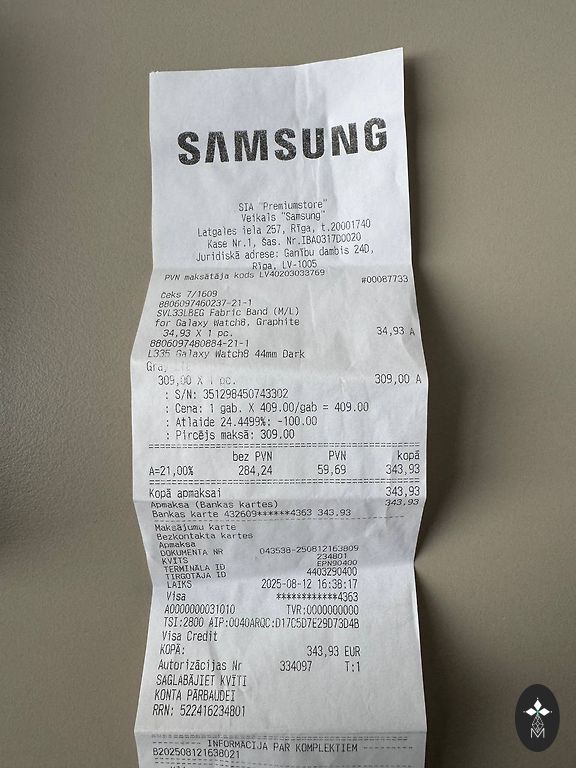 SAMSUNG
SIA "Premiumstore"
Veikals "Samsung"
Latgales iela 257, Rīga, t.20001740
Kase Nr.1, Šas. Nr.IBA0317D0020
Juridiskā adrese: Ganību dambis 24D,
Rīga, LV-1005
PVN maksātāja kods LV40203033769
#00087733
Čeks 7/1609
8806097460237-21-1
SVL33LBEG Fabric Band (M/L)
for Galaxy Watch8, Graphite
34,93 X 1 pc. 34,93 A
8806097480884-21-1
L335 Galaxy Watch8 44mm Dark
309,00 X 1 pc. 309,00 A
: S/N: 351298450743302
: Cena: 1 gab. X 409.00/gab = 409.00
: Atlaide 24.4499%: -100.00
: Pircējs maksā: 309.00
bez PVN PVN kopā
A=21,00% 284,24 59,69 343,93
Kopā apmaksai 343,93
Apmaksa (Bankas kartes) 343,93
Bankas karte 432609******4363 343,93
Maksājumu karte
Bezkontakta kartes
Apmaksa
DOKUMENTA NR 043538-250812163809
KVĪTS 234801
TERMINĀLA ID EPN90400
TIRGOTĀJA ID 4403290400
LAIKS 2025-08-12 16:38:17
Visa ************4363
A0000000031010 TVR:0000000000
TSI:2800 AIP:0040ARQC:D17C5D7E29D73D4B
Visa Credit
KOPĀ: 343,93 EUR
Autorizācijas Nr 334097 T:1
SAGLABĀJIET KVĪTI
KONTA PĀRBAUDEI
RRN: 522416234801
INFORMĀCIJA PAR KOMPLEKTIEM
B202508121638021
M